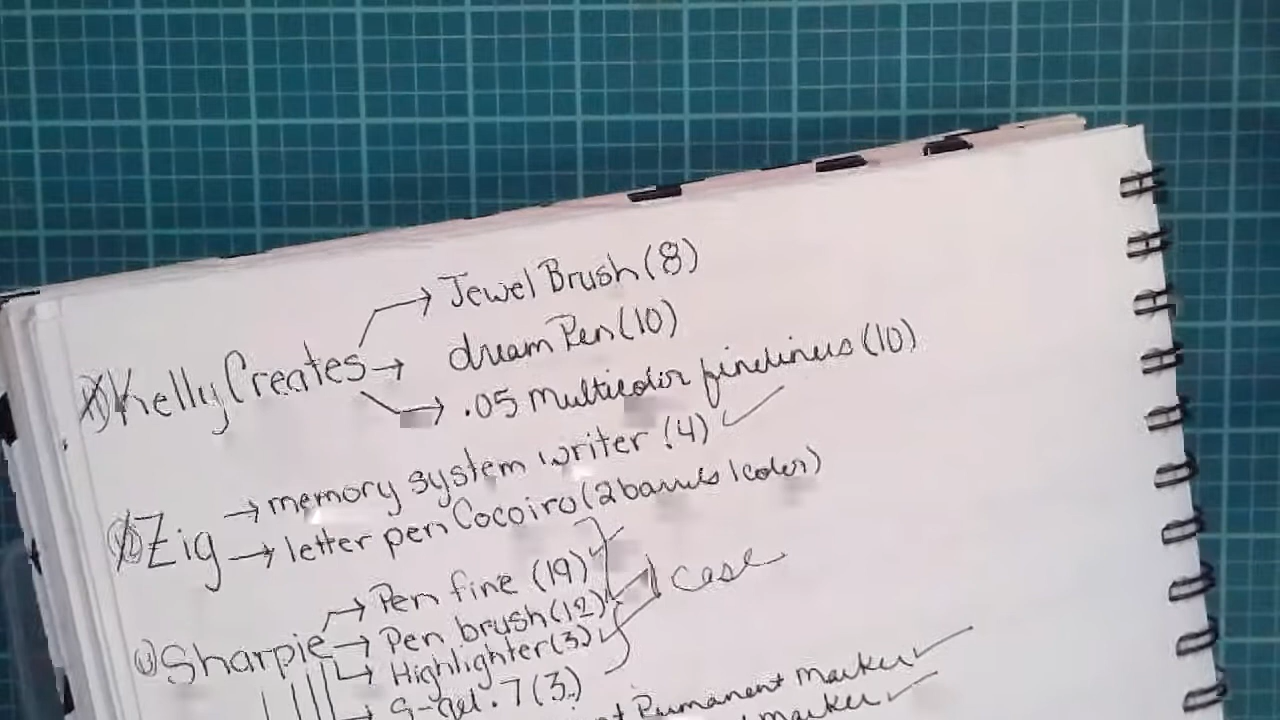 Jewel Brush (8)
Kelly Creates → dream Pen (10)
.05 Multicolor fineliners (10)
Zig → memory system writer (4)
→ letter pen Cocoiro (2 barrels 1 color)
→ Pen fine (19)
Sharpie → Pen brush (12) case
Highlighter (3)
S-gel .7 (3)
Permanent Marker
marker